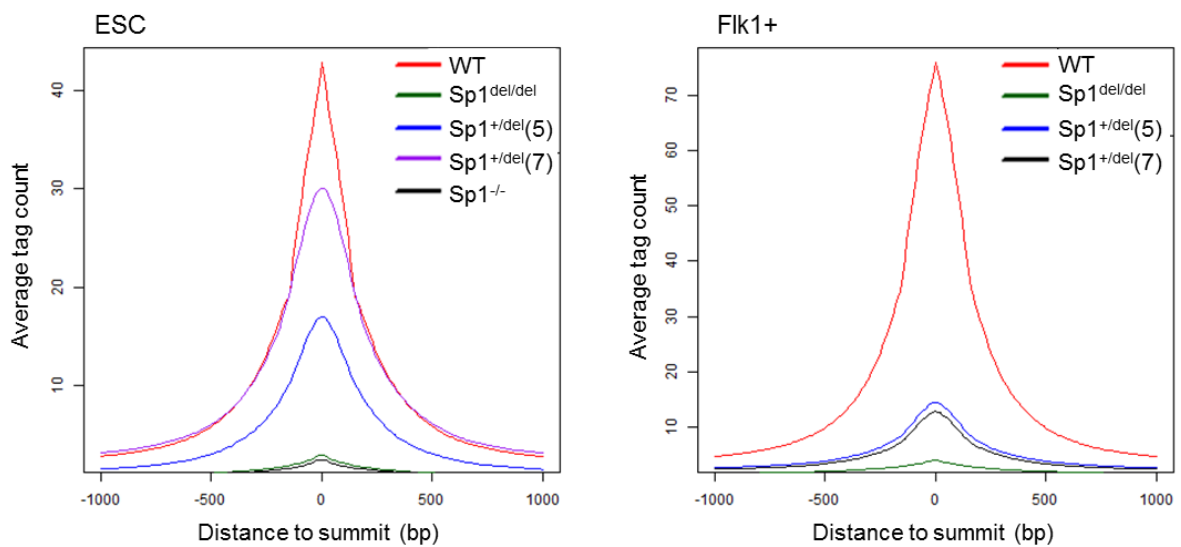 ESC
Average tag count
40
30
20
10
WT
Sp1del/del
Sp1+/del(5)
Sp1+/del(7)
Sp1-/-
-1000 -500 0 500 1000
Distance to summit (bp)
Flk1+
Average tag count
70
60
50
40
30
20
10
WT
Sp1del/del
Sp1+/del(5)
Sp1+/del(7)
-1000 -500 0 500 1000
Distance to summit (bp)